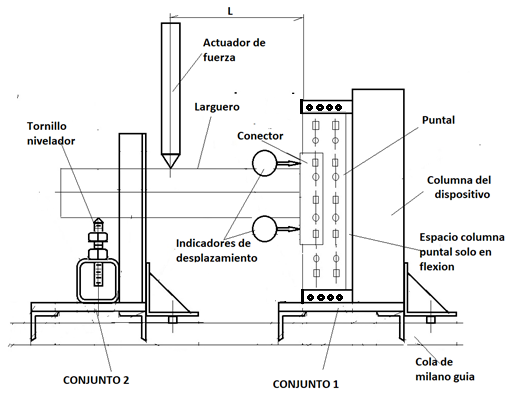 L
Actuador de
fuerza
Larguero
Tornillo
nivelador
Conector
Puntal
Columna del
dispositivo
Indicadores de
desplazamiento
Espacio columna
puntal solo en
flexion
Cola de
milano guia
CONJUNTO 2
CONJUNTO 1